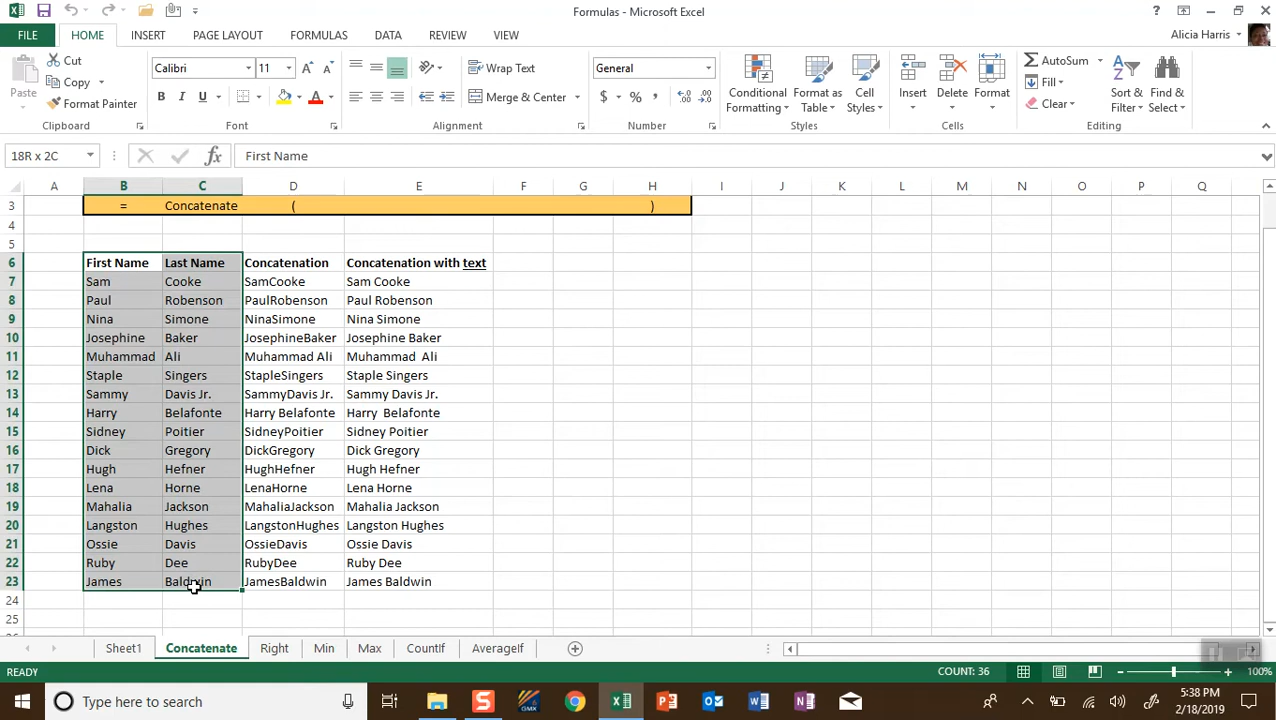 Formulas - Microsoft Excel
FILE HOME INSERT PAGE LAYOUT FORMULAS DATA REVIEW VIEW Alicia Harris
Paste Cut Copy Format Painter
Calibri 11
B I U A
Wrap Text
Merge & Center
General
$ % ,
Conditional Formatting Format as Table Cell Styles
Insert Delete Format
AutoSum Fill Clear
Sort & Filter Find & Select
Clipboard Font Alignment Number Styles Cells Editing
18R x 2C fx First Name
A B C D E F G H I J K L M N O P Q
3 = Concatenate ( )
4
5
6 First Name Last Name Concatenation Concatenation with text
7 Sam Cooke SamCooke Sam Cooke
8 Paul Robenson PaulRobenson Paul Robenson
9 Nina Simone NinaSimone Nina Simone
10 Josephine Baker JosephineBaker Josephine Baker
11 Muhammad Ali Muhammad Ali Muhammad  Ali
12 Staple Singers StapleSingers Staple Singers
13 Sammy Davis Jr. SammyDavis Jr. Sammy Davis Jr.
14 Harry Belafonte Harry Belafonte Harry  Belafonte
15 Sidney Poitier SidneyPoitier Sidney Poitier
16 Dick Gregory DickGregory Dick Gregory
17 Hugh Hefner HughHefner Hugh Hefner
18 Lena Horne LenaHorne Lena Horne
19 Mahalia Jackson MahaliaJackson Mahalia Jackson
20 Langston Hughes LangstonHughes Langston Hughes
21 Ossie Davis OssieDavis Ossie Davis
22 Ruby Dee RubyDee Ruby Dee
23 James Baldwin JamesBaldwin James Baldwin
24
25
Sheet1 Concatenate Right Min Max CountIf AverageIf
READY COUNT: 36 100%
Type here to search 5:38 PM
2/18/2019